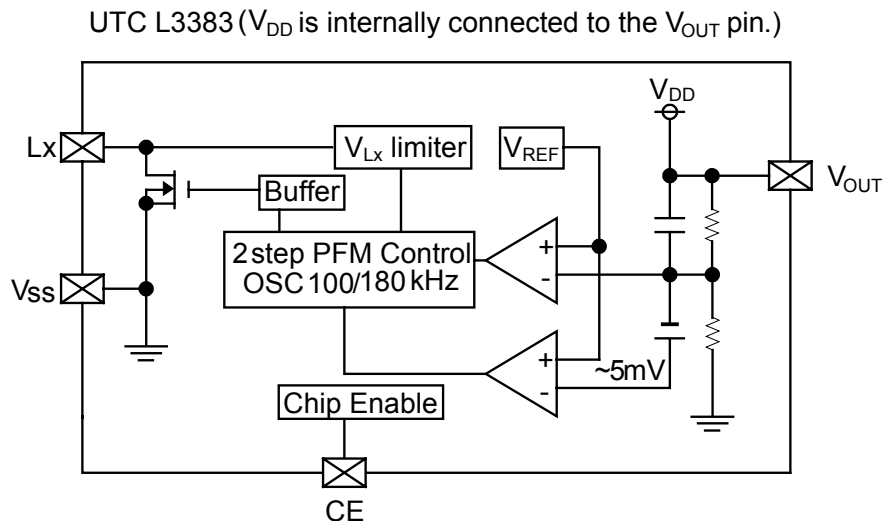 UTC L3383 (VDD is internally connected to the VOUT pin.)
VDD
Lx
VLx limiter
VREF
VOUT
Buffer
2 step PFM Control
OSC 100/180 kHz
+
-
Vss
+
-
~5mV
Chip Enable
CE